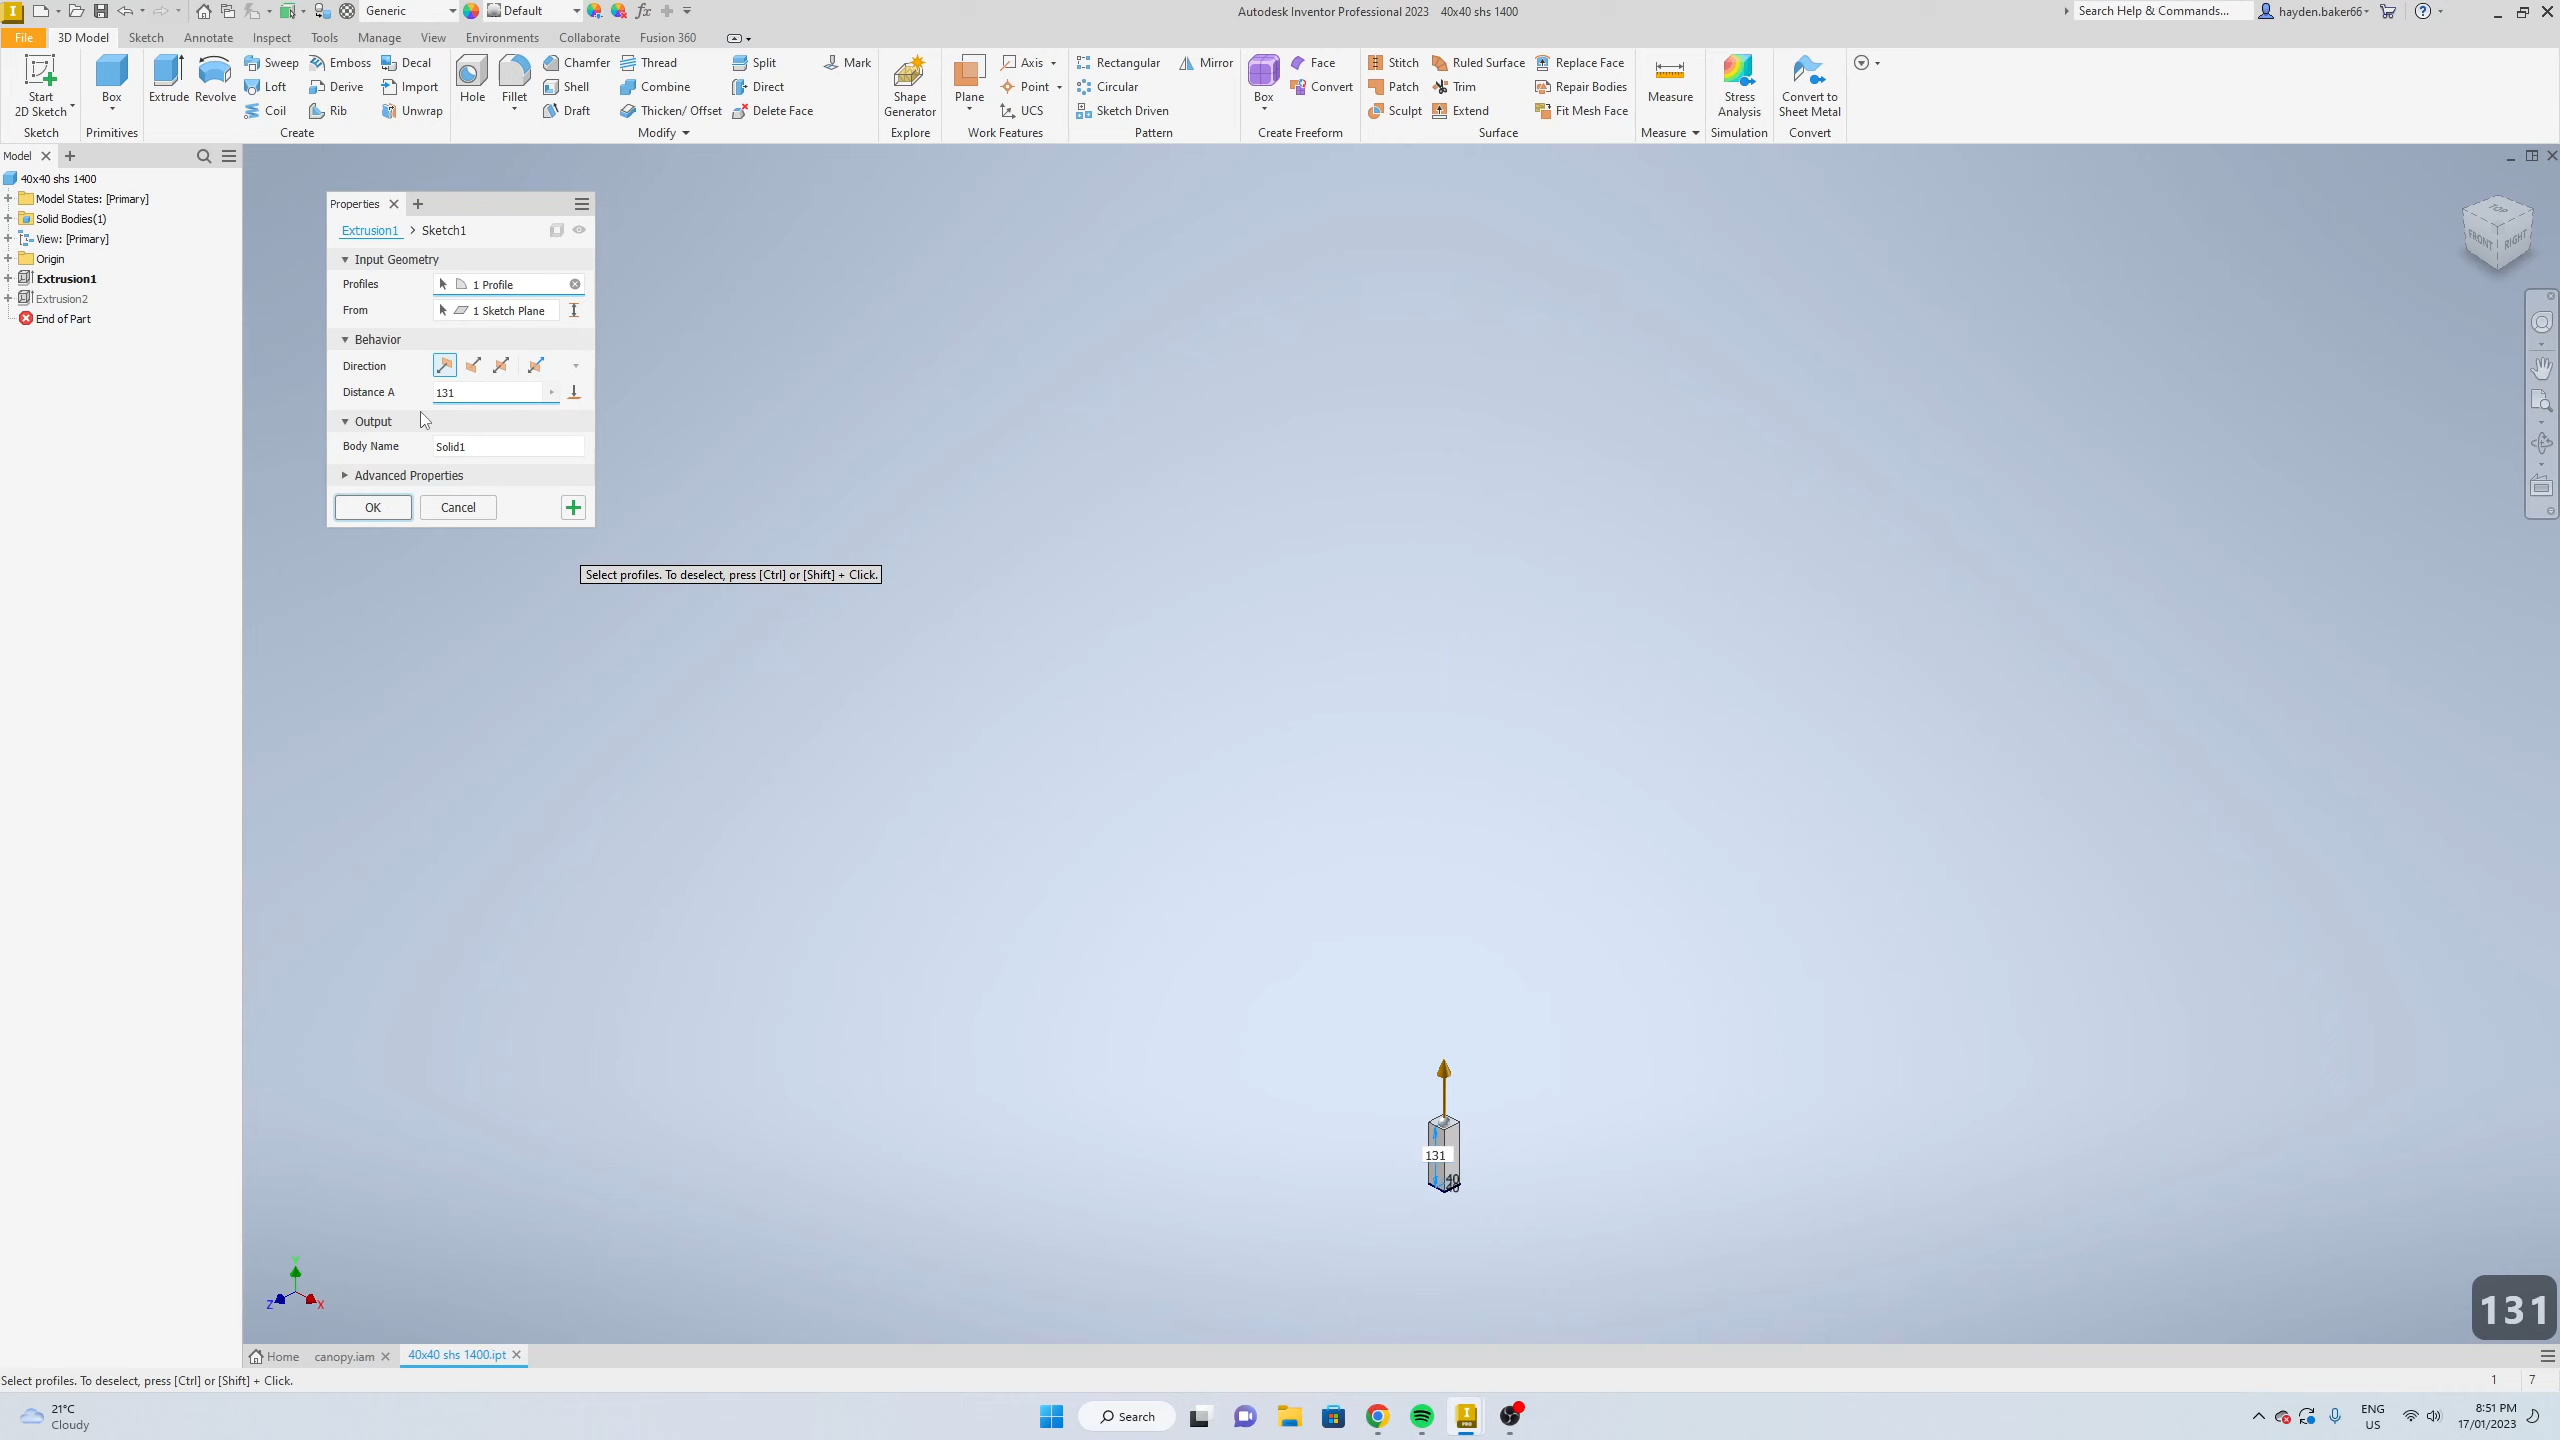 Generic
Default
Autodesk Inventor Professional 2023 40x40 shs 1400
Search Help & Commands...
hayden.baker66
File 3D Model Sketch Annotate Inspect Tools Manage View Environments Collaborate Fusion 360
Start
2D Sketch
Box
Extrude
Revolve
Sweep
Loft
Coil
Emboss
Derive
Rib
Decal
Import
Unwrap
Hole
Fillet
Chamfer
Shell
Draft
Thread
Combine
Thicken/ Offset
Split
Direct
Delete Face
Mark
Shape
Generator
Plane
Axis
Point
UCS
Rectangular
Circular
Sketch Driven
Mirror
Box
Face
Convert
Stitch
Patch
Sculpt
Ruled Surface
Trim
Extend
Replace Face
Repair Bodies
Fit Mesh Face
Measure
Stress
Analysis
Convert to
Sheet Metal
Sketch Primitives Create Modify Explore Work Features Pattern Create Freeform Surface Measure Simulation Convert
Model
40x40 shs 1400
Model States: [Primary]
Solid Bodies(1)
View: [Primary]
Origin
Extrusion1
Extrusion2
End of Part
Properties
Extrusion1 > Sketch1
Input Geometry
Profiles 1 Profile
From 1 Sketch Plane
Behavior
Direction
Distance A 131
Output
Body Name Solid1
Advanced Properties
OK Cancel
Select profiles. To deselect, press [Ctrl] or [Shift] + Click.
TOP
FRONT RIGHT
131
40
40
Y
Z X
131
Home canopy.iam 40x40 shs 1400.ipt
Select profiles. To deselect, press [Ctrl] or [Shift] + Click.
1 7
21°C
Cloudy
Search
PRO
ENG
US
8:51 PM
17/01/2023